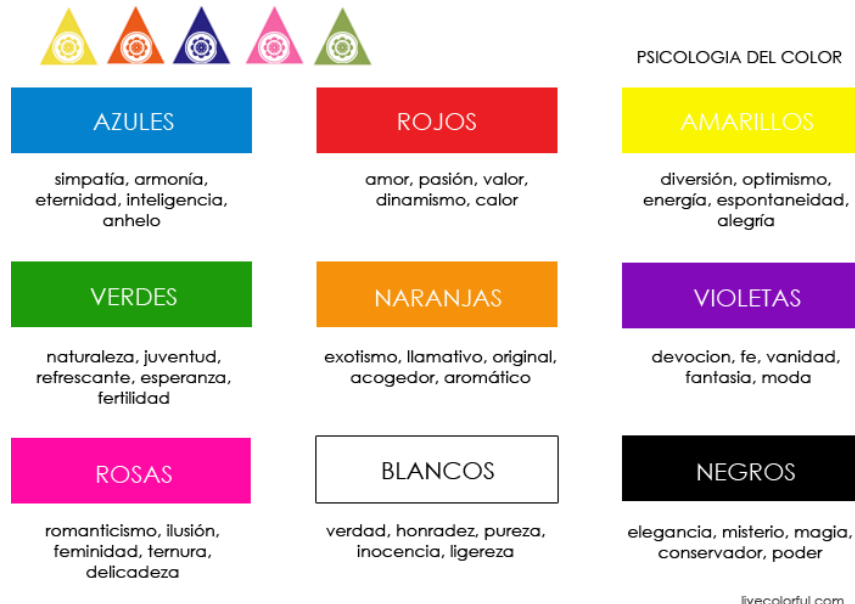 PSICOLOGIA DEL COLOR
AZULES
simpatía, armonía,
eternidad, inteligencia,
anhelo
ROJOS
amor, pasión, valor,
dinamismo, calor
AMARILLOS
diversión, optimismo,
energía, espontaneidad,
alegría
VERDES
naturaleza, juventud,
refrescante, esperanza,
fertilidad
NARANJAS
exotismo, llamativo, original,
acogedor, aromático
VIOLETAS
devocion, fe, vanidad,
fantasia, moda
ROSAS
romanticismo, ilusión,
feminidad, ternura,
delicadeza
BLANCOS
verdad, honradez, pureza,
inocencia, ligereza
NEGROS
elegancia, misterio, magia,
conservador, poder
livecolorful.com